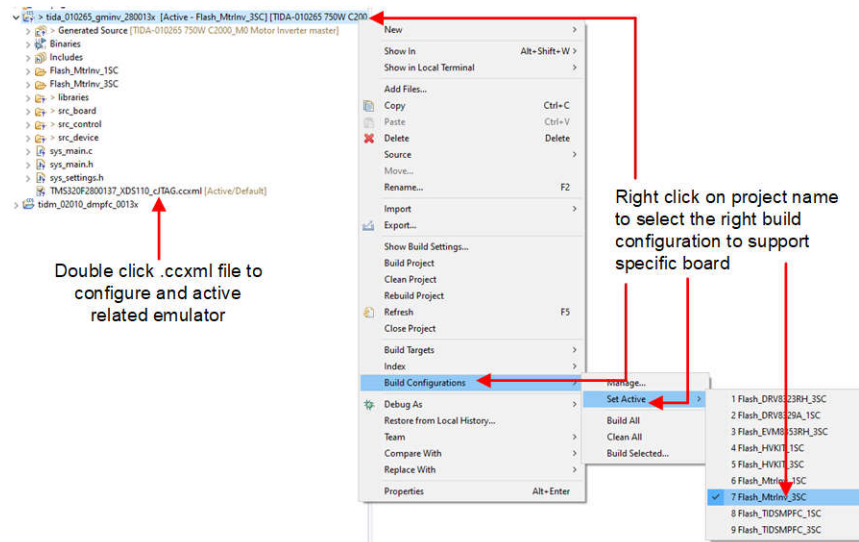 > tida_010265_gminv_280013x [Active - Flash_MtrInv_3SC] [TIDA-010265 750W C200
> Generated Source [TIDA-010265 750W C2000_M0 Motor Inverter master]
Binaries
Includes
Flash_MtrInv_1SC
Flash_MtrInv_3SC
> libraries
> src_board
> src_control
> src_device
sys_main.c
sys_main.h
sys_settings.h
TMS320F2800137_XDS110_cJTAG.ccxml [Active/Default]
tidm_02010_dmpfc_0013x
Double click .ccxml file to
configure and active
related emulator
New
Show In Alt+Shift+W >
Show in Local Terminal
Add Files...
Copy Ctrl+C
Paste Ctrl+V
Delete Delete
Source
Move...
Rename... F2
Import
Export...
Show Build Settings...
Build Project
Clean Project
Rebuild Project
Refresh F5
Close Project
Build Targets
Index
Build Configurations
Debug As
Restore from Local History...
Team
Compare With
Replace With
Properties Alt+Enter
Right click on project name
to select the right build
configuration to support
specific board
Manage...
Set Active
Build All
Clean All
Build Selected...
1 Flash_DRV8323RH_3SC
2 Flash_DRV8329A_1SC
3 Flash_EVM8353RH_3SC
4 Flash_HVKIT_1SC
5 Flash_HVKIT_3SC
6 Flash_MtrInv_1SC
7 Flash_MtrInv_3SC
8 Flash_TIDSMPFC_1SC
9 Flash_TIDSMPFC_3SC